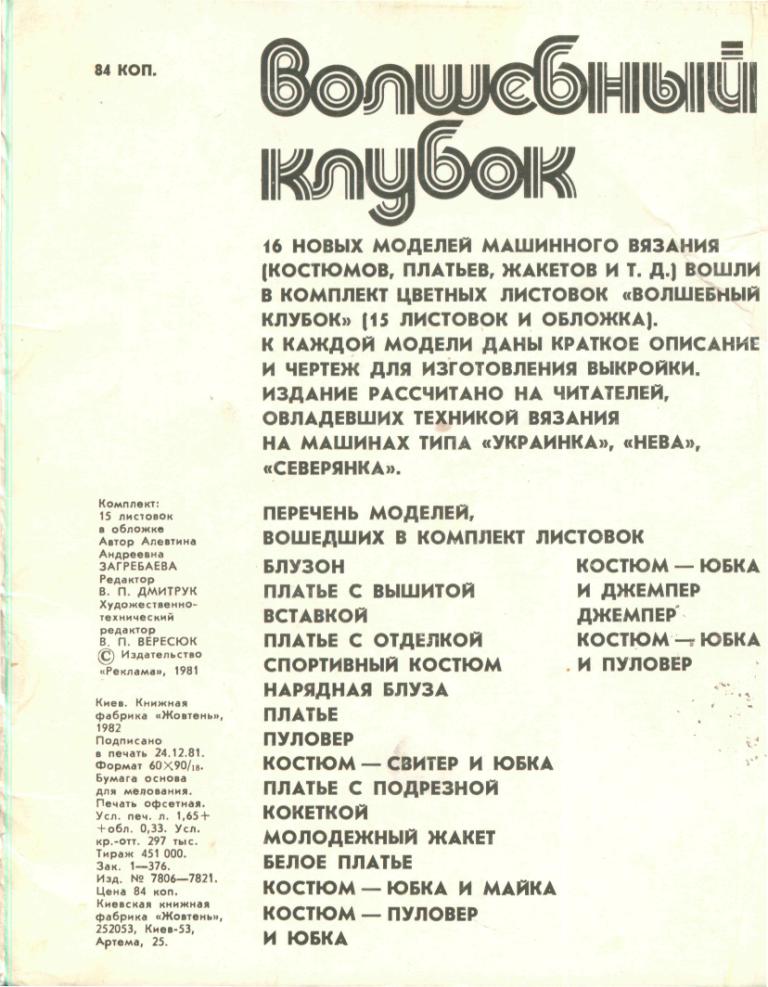 84 КОП.
Волшебный
клубок
16 НОВЫХ МОДЕЛЕЙ МАШИННОГО ВЯЗАНИЯ
(КОСТЮМОВ, ПЛАТЬЕВ, ЖАКЕТОВ И Т. Д.) ВОШЛИ
В КОМПЛЕКТ ЦВЕТНЫХ ЛИСТОВОК «ВОЛШЕБНЫЙ
КЛУБОК» (15 ЛИСТОВОК И ОБЛОЖКА).
К КАЖДОЙ МОДЕЛИ ДАНЫ КРАТКОЕ ОПИСАНИЕ
И ЧЕРТЕЖ ДЛЯ ИЗГОТОВЛЕНИЯ ВЫКРОЙКИ.
ИЗДАНИЕ РАССЧИТАНО НА ЧИТАТЕЛЕЙ,
ОВЛАДЕВШИХ ТЕХНИКОЙ ВЯЗАНИЯ
НА МАШИНАХ ТИПА «УКРАИНКА», «НЕВА»,
«СЕВЕРЯНКА».
Комплект:
15 листовок
в обложке
Автор Алевтина
Андреевна
ЗАГРЕБАЕВА
Редактор
В. П. ДМИТРУК
Художественно-
технический
редактор
В. П. ВЕРЕСЮК
© Издательство
«Реклама», 1981
Киев. Книжная
фабрика «Жовтень»,
1982
Подписано
в печать 24.12.81.
Формат 60×90/18.
Бумага основа
для мелования.
Печать офсетная.
Усл. печ. л. 1,65+
+обл. 0,33. Усл.
кр.-отт. 297 тыс.
Тираж 451 000.
Зак. 1—376.
Изд. № 7806—7821.
Цена 84 коп.
Киевская книжная
фабрика «Жовтень»,
252053, Киев-53,
Артема, 25.
ПЕРЕЧЕНЬ МОДЕЛЕЙ,
ВОШЕДШИХ В КОМПЛЕКТ ЛИСТОВОК
БЛУЗОН
ПЛАТЬЕ С ВЫШИТОЙ
ВСТАВКОЙ
ПЛАТЬЕ С ОТДЕЛКОЙ
СПОРТИВНЫЙ КОСТЮМ
НАРЯДНАЯ БЛУЗА
ПЛАТЬЕ
ПУЛОВЕР
КОСТЮМ — СВИТЕР И ЮБКА
ПЛАТЬЕ С ПОДРЕЗНОЙ
КОКЕТКОЙ
МОЛОДЕЖНЫЙ ЖАКЕТ
БЕЛОЕ ПЛАТЬЕ
КОСТЮМ — ЮБКА И МАЙКА
КОСТЮМ — ПУЛОВЕР
И ЮБКА
КОСТЮМ — ЮБКА
И ДЖЕМПЕР
ДЖЕМПЕР
КОСТЮМ — ЮБКА
И ПУЛОВЕР